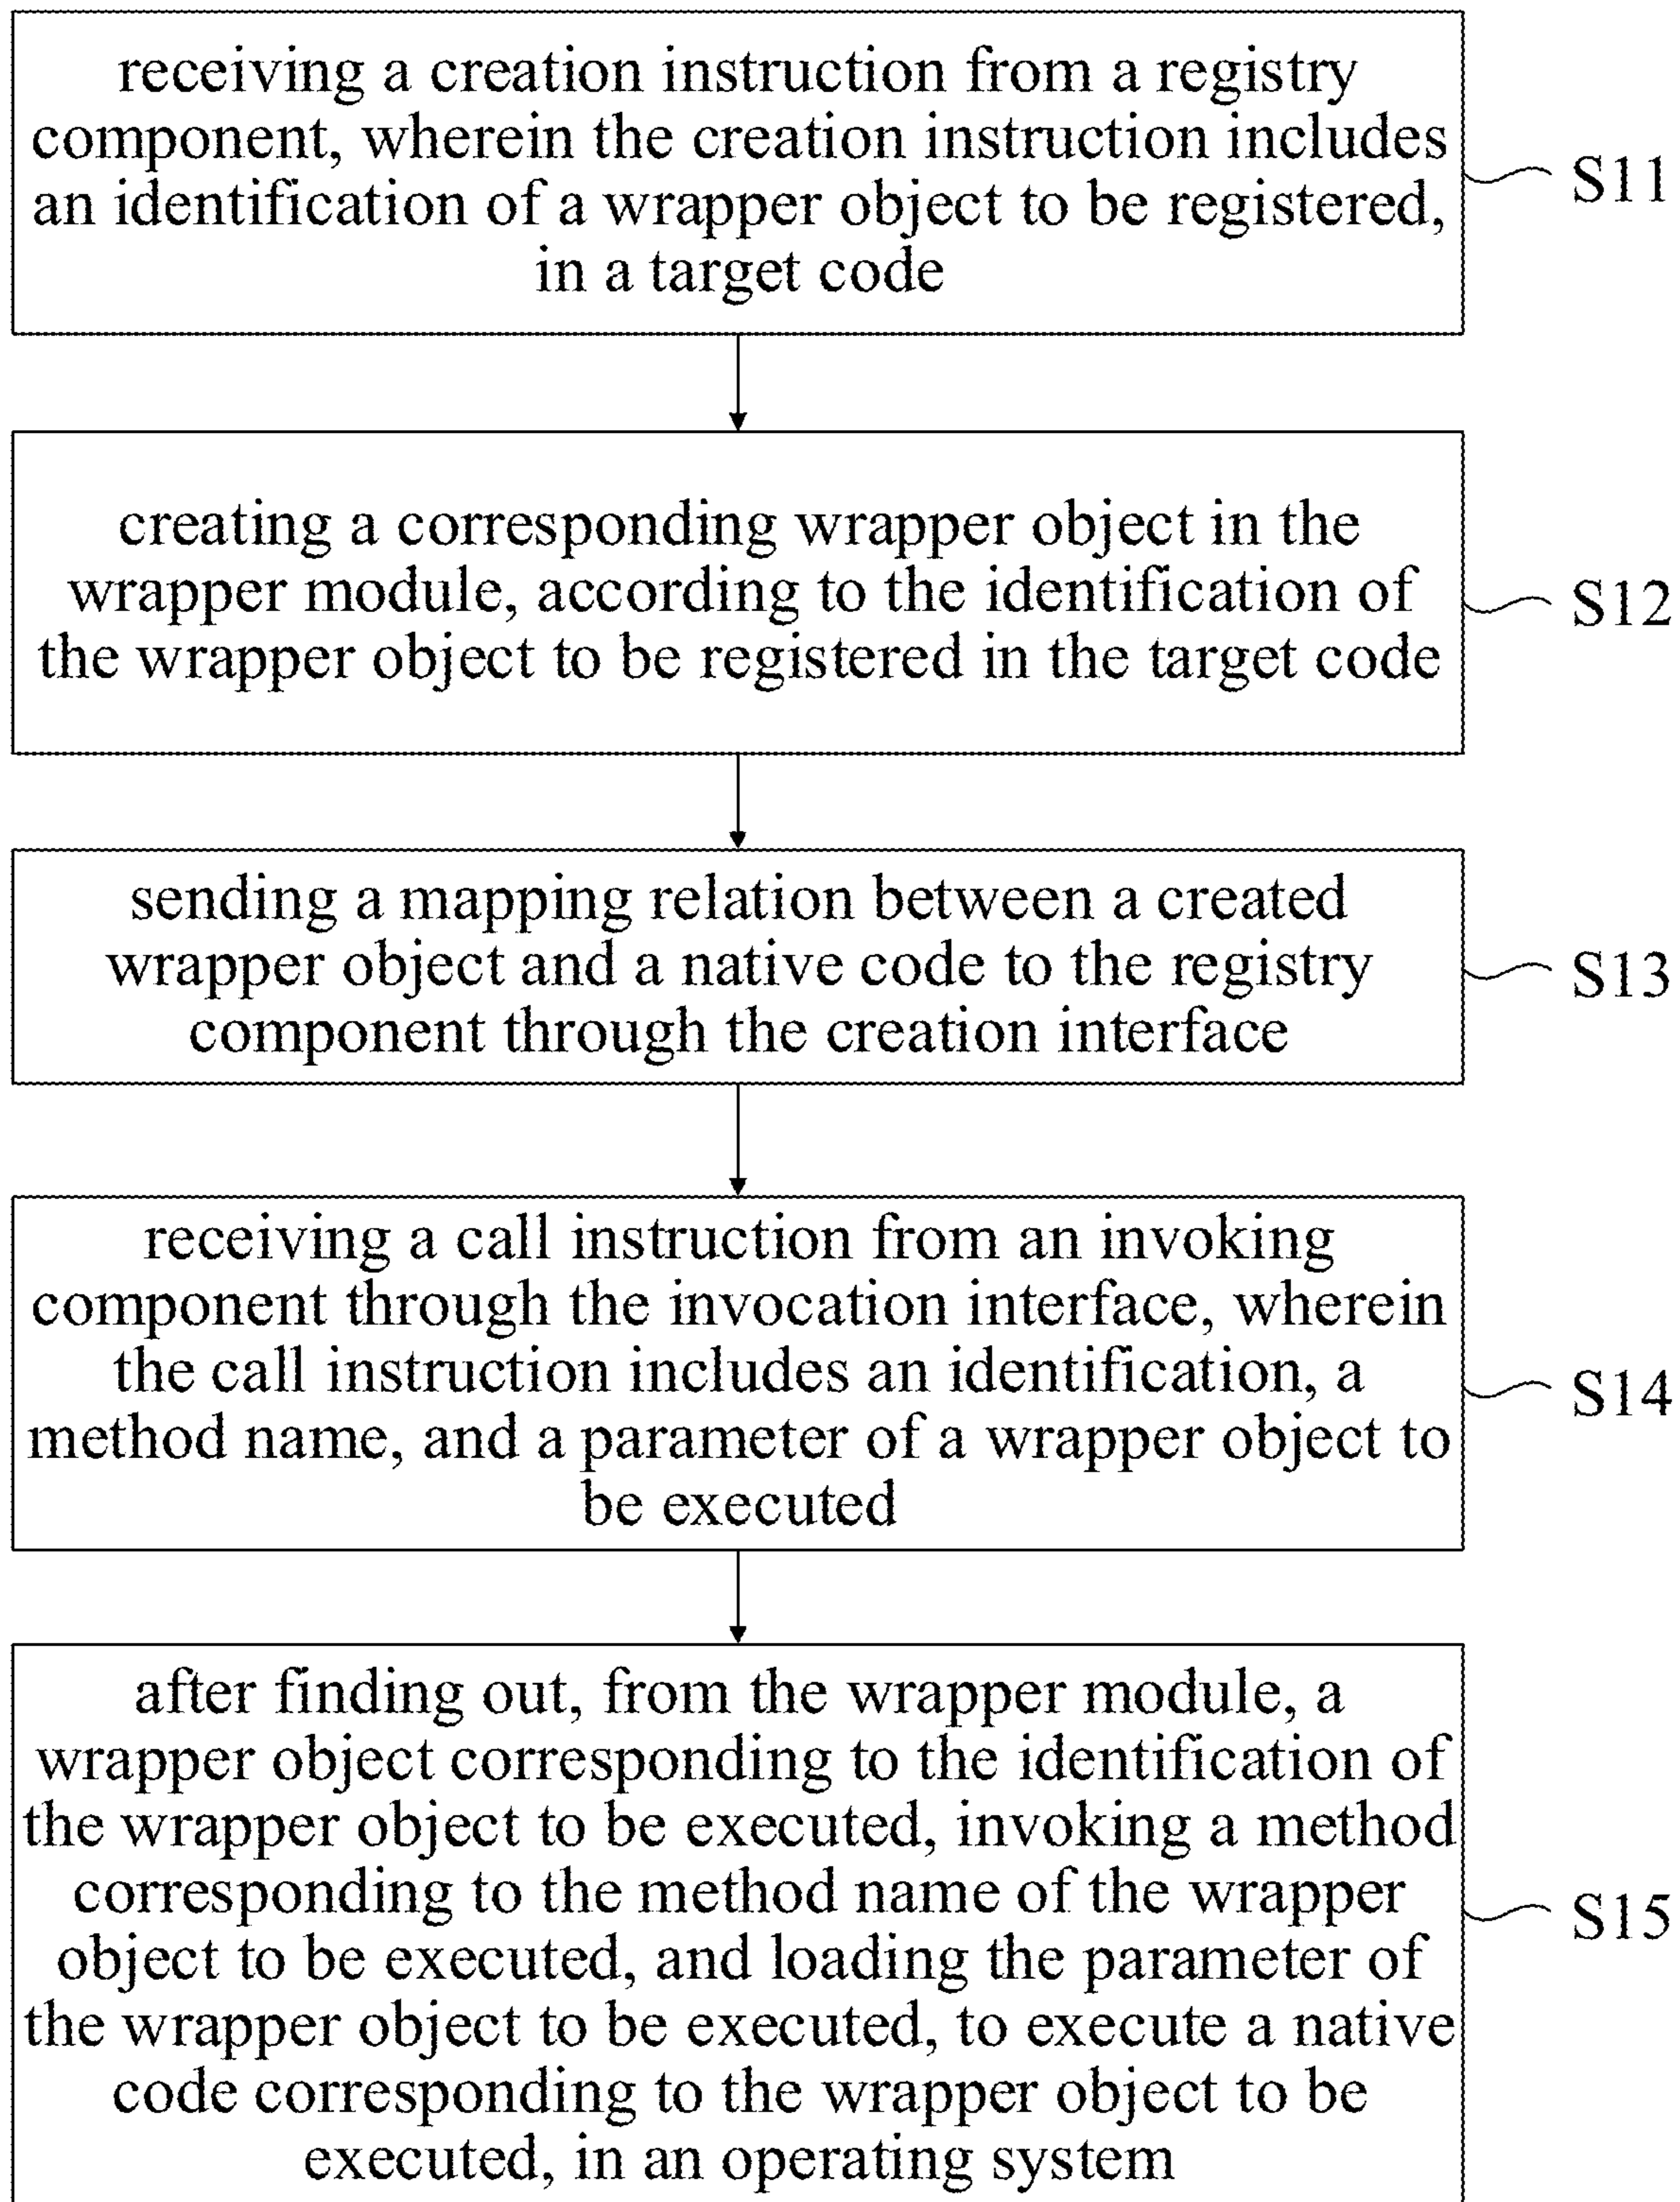 receiving a creation instruction from a registry
component, wherein the creation instruction includes
an identification of a wrapper object to be registered,
in a target code
S11
creating a corresponding wrapper object in the
wrapper module, according to the identification of
the wrapper object to be registered in the target code
S12
sending a mapping relation between a created
wrapper object and a native code to the registry
component through the creation interface
S13
receiving a call instruction from an invoking
component through the invocation interface, wherein
the call instruction includes an identification, a
method name, and a parameter of a wrapper object to
be executed
S14
after finding out, from the wrapper module, a
wrapper object corresponding to the identification of
the wrapper object to be executed, invoking a method
corresponding to the method name of the wrapper
object to be executed, and loading the parameter of
the wrapper object to be executed, to execute a native
code corresponding to the wrapper object to be
executed, in an operating system
S15